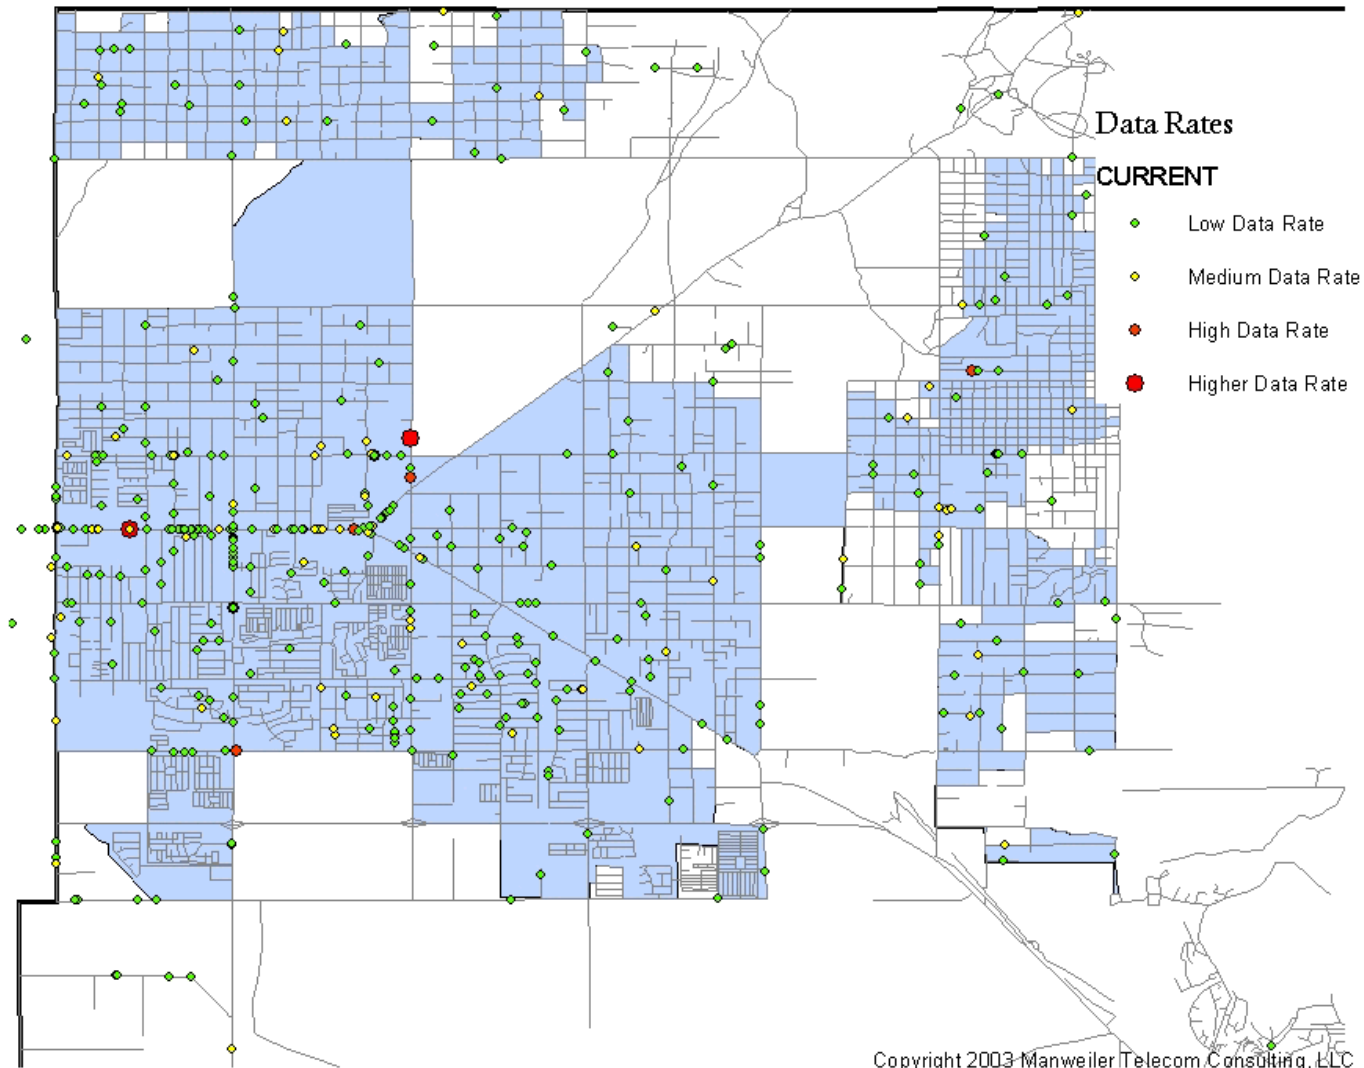 Data Rates
CURRENT
Low Data Rate
Medium Data Rate
High Data Rate
Higher Data Rate
Copyright 2003 Manweiler Telecom Consulting, LLC